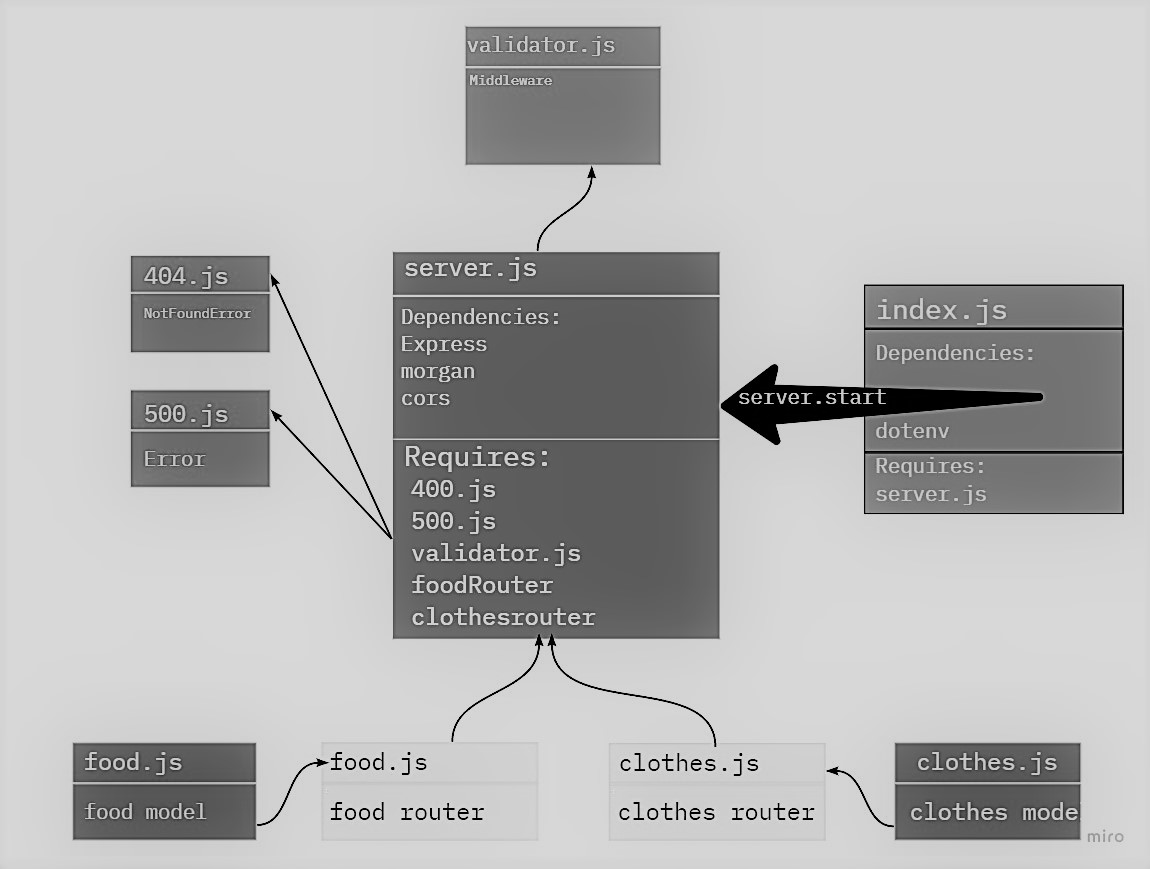 validator.js
Middleware
404.js
NotFoundError
500.js
Error
server.js
Dependencies:
Express
morgan
cors
Requires:
400.js
500.js
validator.js
foodRouter
clothesrouter
server.start
index.js
Dependencies:
dotenv
Requires:
server.js
food.js
food model
food.js
food router
clothes.js
clothes router
clothes.js
clothes mode
miro